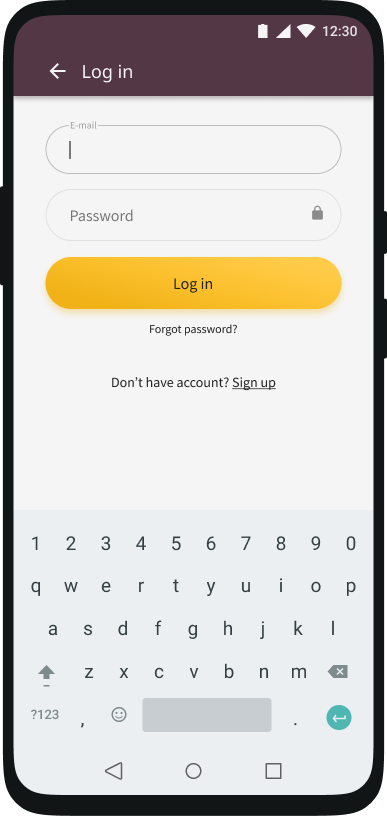 12:30
Log in
E-mail
Password
Log in
Forgot password?
Don't have account? Sign up
1 2 3 4 5 6 7 8 9 0
q w e r t y u i o p
a s d f g h j k l
z x c v b n m
?123 , .